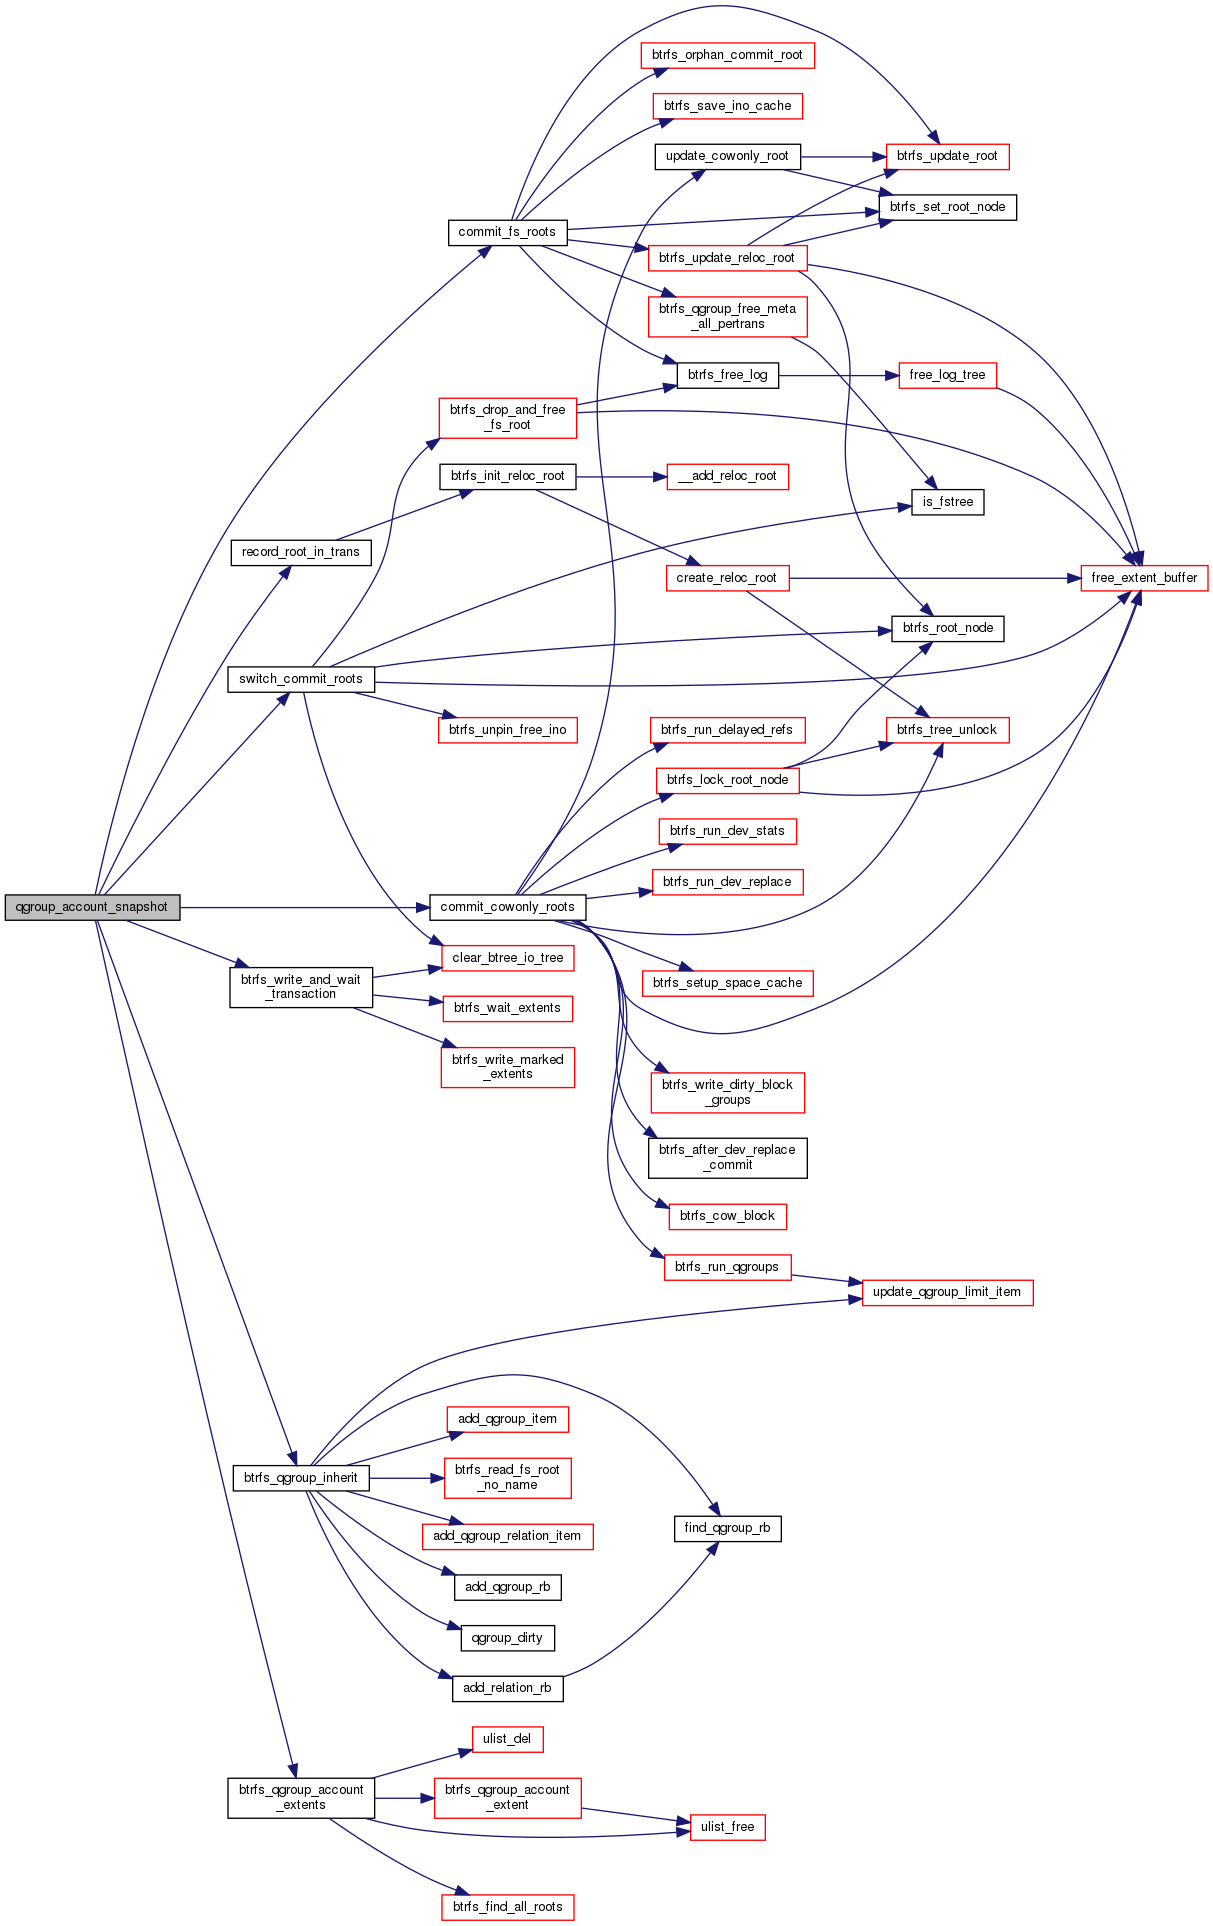 btrfs_orphan_commit_root
btrfs_save_ino_cache
update_cowonly_root
btrfs_update_root
btrfs_set_root_node
commit_fs_roots
btrfs_update_reloc_root
btrfs_qgroup_free_meta
_all_pertrans
btrfs_free_log
free_log_tree
btrfs_drop_and_free
_fs_root
btrfs_init_reloc_root
__add_reloc_root
is_fstree
record_root_in_trans
create_reloc_root
free_extent_buffer
btrfs_root_node
switch_commit_roots
btrfs_unpin_free_ino
btrfs_run_delayed_refs
btrfs_tree_unlock
btrfs_lock_root_node
btrfs_run_dev_stats
btrfs_run_dev_replace
qgroup_account_snapshot
commit_cowonly_roots
clear_btree_io_tree
btrfs_write_and_wait
_transaction
btrfs_setup_space_cache
btrfs_wait_extents
btrfs_write_marked
_extents
btrfs_write_dirty_block
_groups
btrfs_after_dev_replace
_commit
btrfs_cow_block
btrfs_run_qgroups
update_qgroup_limit_item
add_qgroup_item
btrfs_qgroup_inherit
btrfs_read_fs_root
_no_name
find_qgroup_rb
add_qgroup_relation_item
add_qgroup_rb
qgroup_dirty
add_relation_rb
ulist_del
btrfs_qgroup_account
_extents
btrfs_qgroup_account
_extent
ulist_free
btrfs_find_all_roots